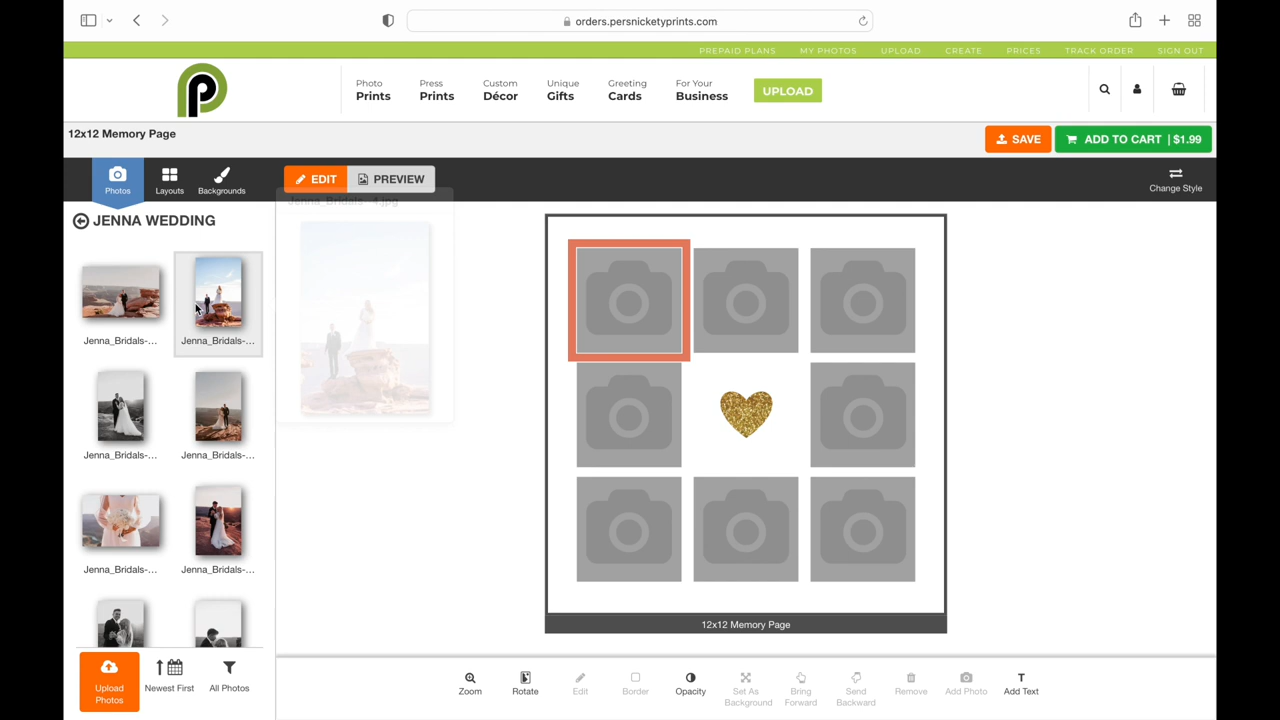 orders.persnicketyprints.com
PREPAID PLANS MY PHOTOS UPLOAD CREATE PRICES TRACK ORDER SIGN OUT
Photo Prints
Press Prints
Custom Décor
Unique Gifts
Greeting Cards
For Your Business
UPLOAD
12x12 Memory Page
SAVE
ADD TO CART | $1.99
Photos
Layouts
Backgrounds
EDIT
PREVIEW
Change Style
JENNA WEDDING
Jenna_Bridals-4.jpg
Jenna_Bridals-... Jenna_Bridals-...
Jenna_Bridals-... Jenna_Bridals-...
Jenna_Bridals-... Jenna_Bridals-...
12x12 Memory Page
Upload Photos
Newest First
All Photos
Zoom
Rotate
Edit
Border
Opacity
Set As Background
Bring Forward
Send Backward
Remove
Add Photo
T
Add Text